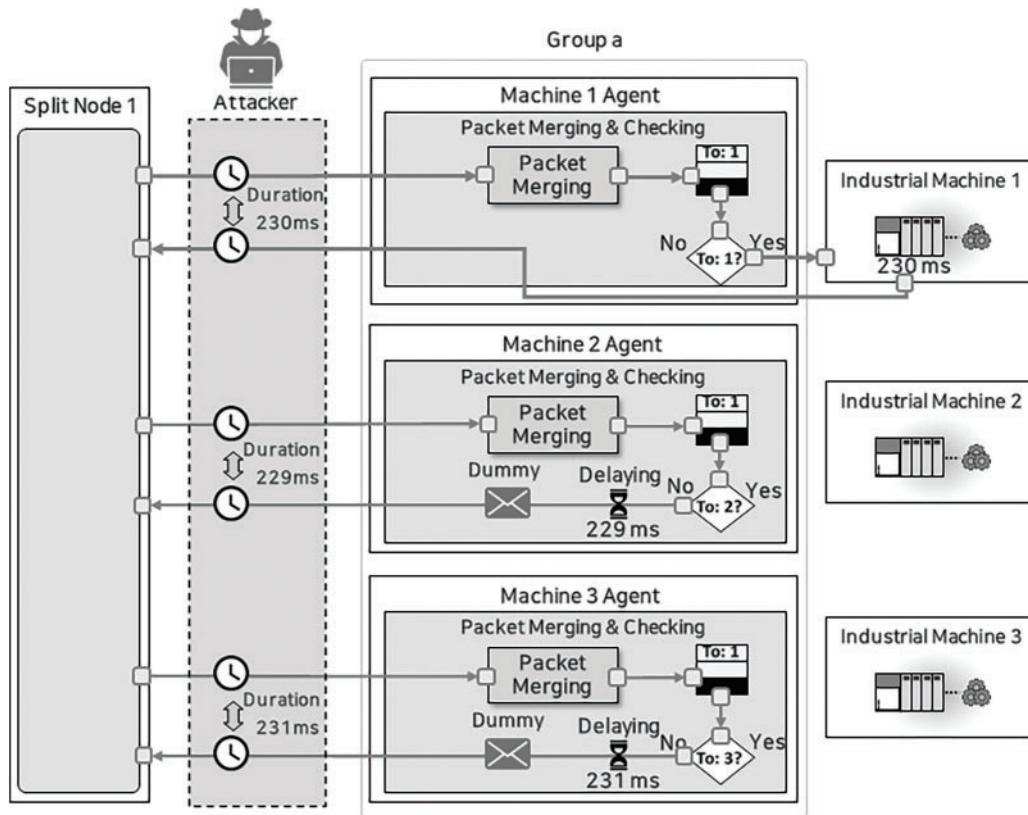 Group a
Attacker
Split Node 1
Machine 1 Agent
Packet Merging & Checking
Packet
Merging
To: 1
Duration
230ms
No
Yes
To: 1?
Industrial Machine 1
230 ms
Machine 2 Agent
Packet Merging & Checking
Packet
Merging
To: 1
Duration
229ms
Dummy
Delaying
No
Yes
To: 2?
229 ms
Industrial Machine 2
Machine 3 Agent
Packet Merging & Checking
Packet
Merging
To: 1
Duration
231ms
Dummy
Delaying
No
Yes
To: 3?
231 ms
Industrial Machine 3